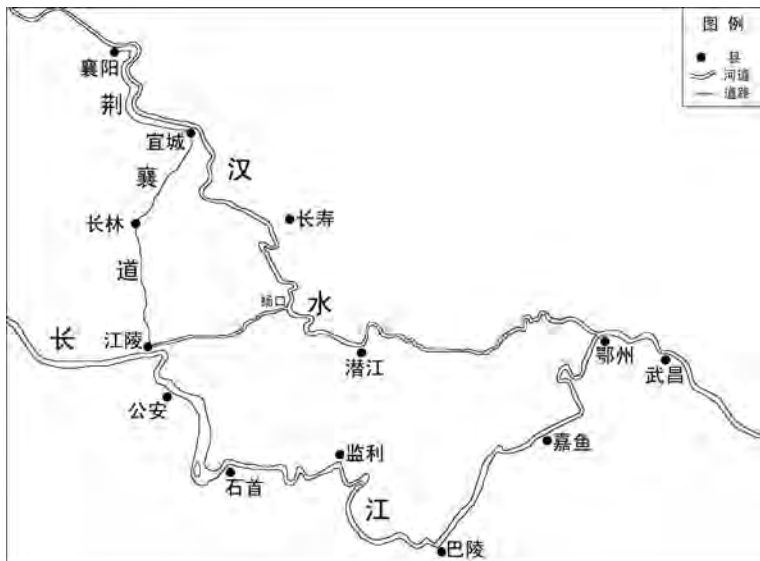 图 例
县
河道
道路
襄阳
荆
宜城
襄
汉
长林
长寿
道
扬口
水
长
江陵
潜江
鄂州
武昌
公安
监利
嘉鱼
石首
江
巴陵